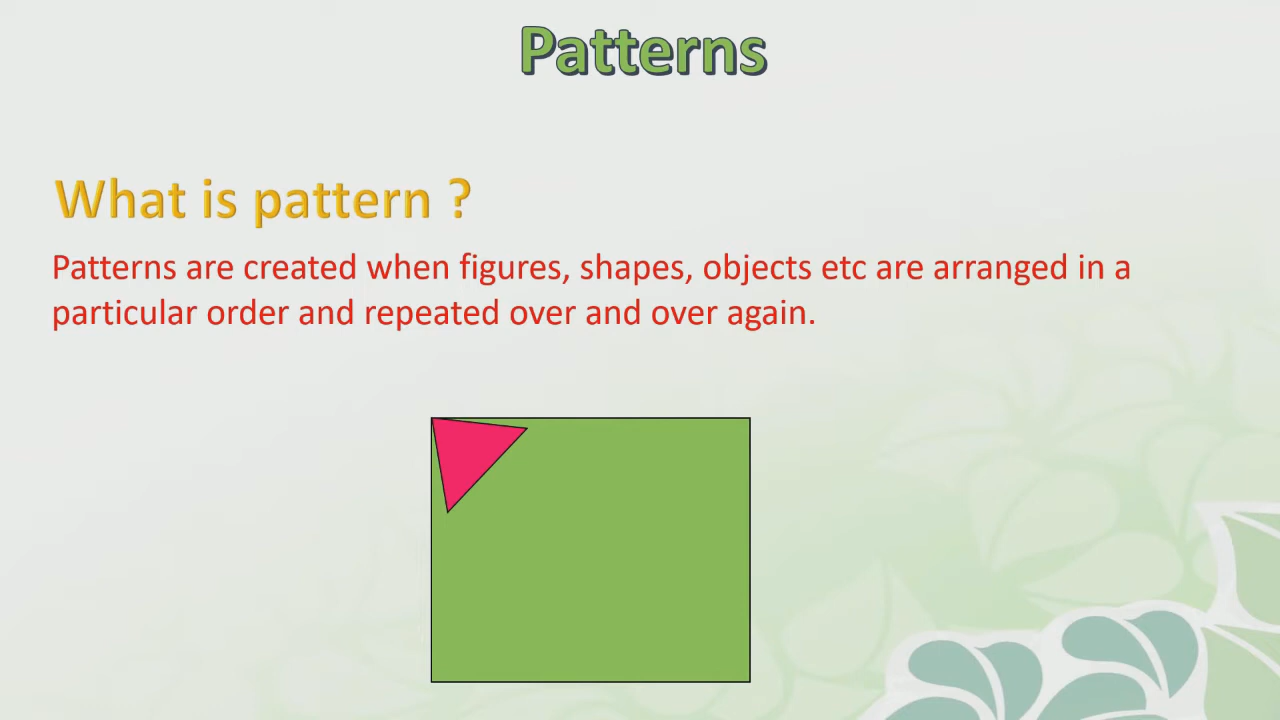 Patterns
What is pattern ?
Patterns are created when figures, shapes, objects etc are arranged in a
particular order and repeated over and over again.